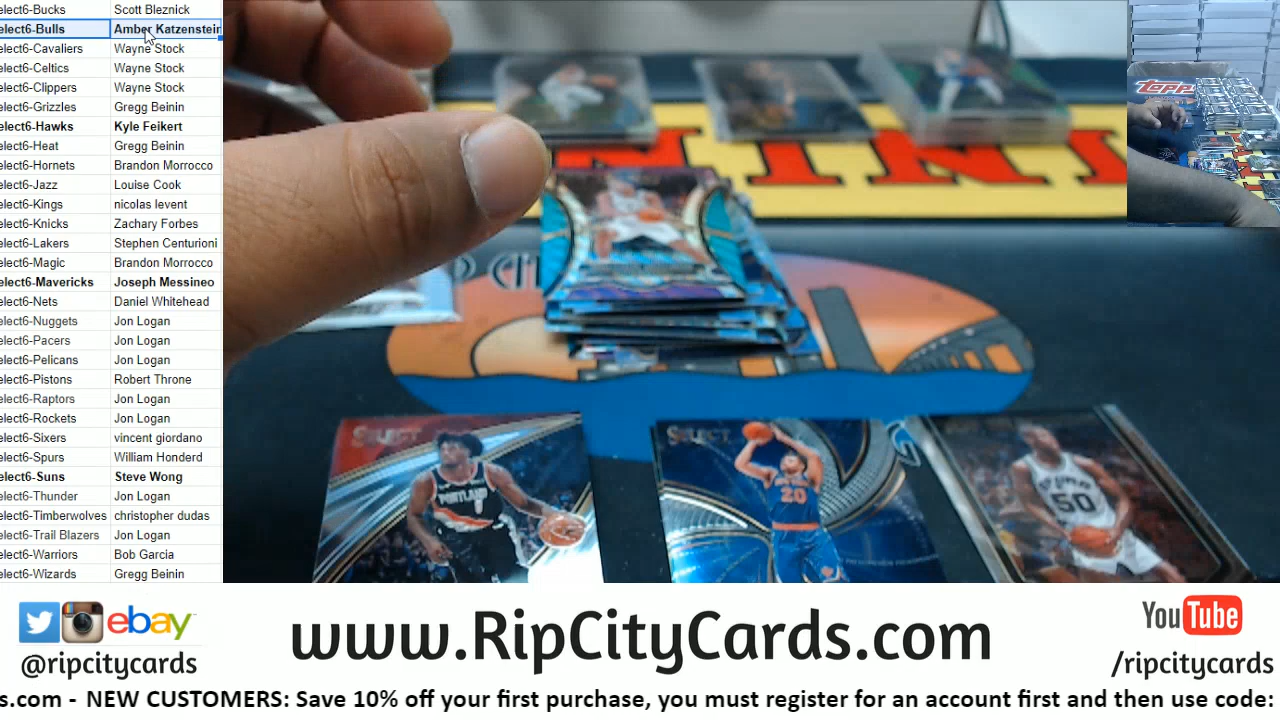 elect6-Bucks Scott Bleznick
elect6-Bulls Amber Katzenstein
elect6-Cavaliers Wayne Stock
elect6-Celtics Wayne Stock
elect6-Clippers Wayne Stock
elect6-Grizzles Gregg Beinin
elect6-Hawks Kyle Feikert
elect6-Heat Gregg Beinin
elect6-Hornets Brandon Morrocco
elect6-Jazz Louise Cook
elect6-Kings nicolas levent
elect6-Knicks Zachary Forbes
elect6-Lakers Stephen Centurioni
elect6-Magic Brandon Morrocco
elect6-Mavericks Joseph Messineo
elect6-Nets Daniel Whitehead
elect6-Nuggets Jon Logan
elect6-Pacers Jon Logan
elect6-Pelicans Jon Logan
elect6-Pistons Robert Throne
elect6-Raptors Jon Logan
elect6-Rockets Jon Logan
elect6-Sixers vincent giordano
elect6-Spurs William Honderd
elect6-Suns Steve Wong
elect6-Thunder Jon Logan
elect6-Timberwolves christopher dudas
elect6-Trail Blazers Jon Logan
elect6-Warriors Bob Garcia
elect6-Wizards Gregg Beinin
topps
SELECT
PORTLAND
SELECT
20
50
ebay
@ripcitycards
www.RipCityCards.com
YouTube
/ripcitycards
s.com - NEW CUSTOMERS: Save 10% off your first purchase, you must register for an account first and then use code: